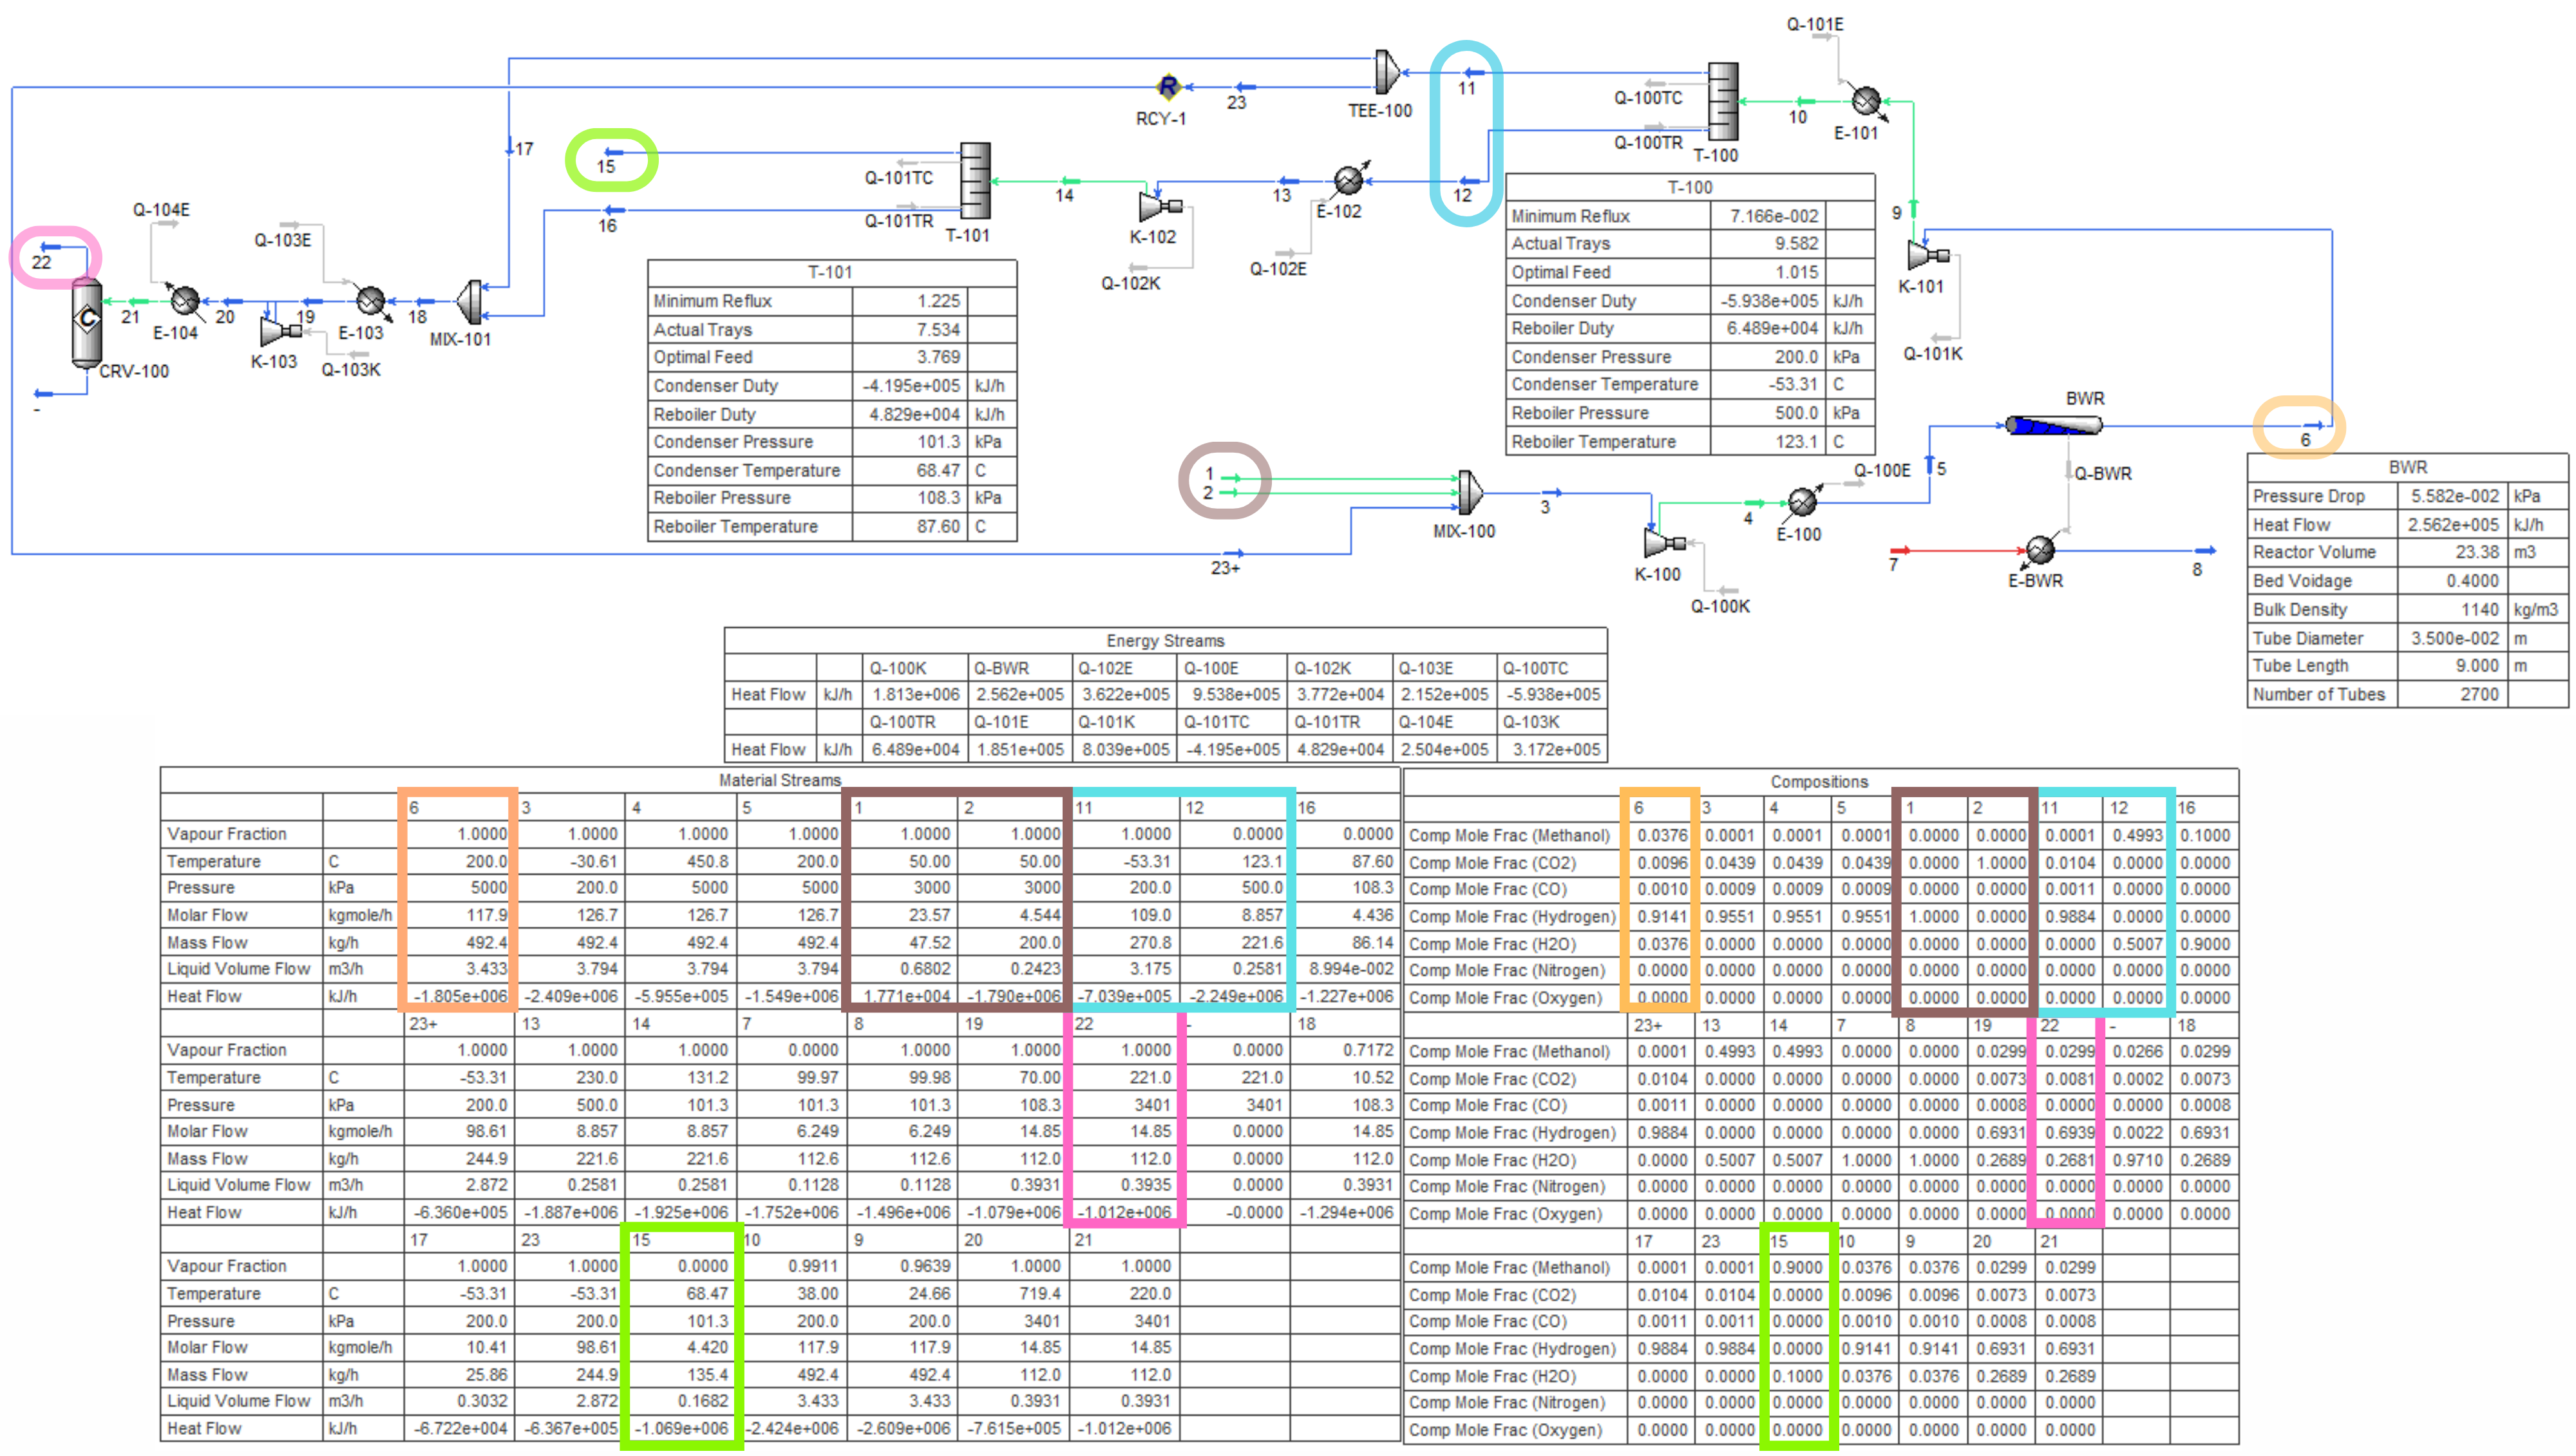 Q-101E
11
23
RCY-1
TEE-100
Q-100TC
10
E-101
Q-100TR
T-100
17
15
Q-101TC
14
13
12
E-102
9
16
Q-101TR
T-101
K-102
Q-102E
Q-102K
K-101
Q-101K
Q-104E
Q-103E
22
21
E-104
20
19
E-103
18
MIX-101
K-103
Q-103K
C
CRV-100
-
R
T-101
Minimum Reflux 1.225
Actual Trays 7.534
Optimal Feed 3.769
Condenser Duty -4.195e+005 kJ/h
Reboiler Duty 4.829e+004 kJ/h
Condenser Pressure 101.3 kPa
Condenser Temperature 68.47 C
Reboiler Pressure 108.3 kPa
Reboiler Temperature 87.60 C
T-100
Minimum Reflux 7.166e-002
Actual Trays 9.582
Optimal Feed 1.015
Condenser Duty -5.938e+005 kJ/h
Reboiler Duty 6.489e+004 kJ/h
Condenser Pressure 200.0 kPa
Condenser Temperature -53.31 C
Reboiler Pressure 500.0 kPa
Reboiler Temperature 123.1 C
1
2
3
MIX-100
23+
K-100
Q-100K
4
E-100
Q-100E
5
BWR
6
Q-BWR
7
E-BWR
8
BWR
Pressure Drop 5.582e-002 kPa
Heat Flow 2.562e+005 kJ/h
Reactor Volume 23.38 m3
Bed Voidage 0.4000
Bulk Density 1140 kg/m3
Tube Diameter 3.500e-002 m
Tube Length 9.000 m
Number of Tubes 2700
Energy Streams
Q-100K Q-BWR Q-102E Q-100E Q-102K Q-103E Q-100TC
Heat Flow kJ/h 1.813e+006 2.562e+005 3.622e+005 9.538e+005 3.772e+004 2.152e+005 -5.938e+005
Q-100TR Q-101E Q-101K Q-101TC Q-101TR Q-104E Q-103K
Heat Flow kJ/h 6.489e+004 1.851e+005 8.039e+005 -4.195e+005 4.829e+004 2.504e+005 3.172e+005
Material Streams
6 3 4 5 1 2 11 12 16
Vapour Fraction 1.0000 1.0000 1.0000 1.0000 1.0000 1.0000 1.0000 0.0000 0.0000
Temperature C 200.0 -30.61 450.8 200.0 50.00 50.00 -53.31 123.1 87.60
Pressure kPa 5000 200.0 5000 5000 3000 3000 200.0 500.0 108.3
Molar Flow kgmole/h 117.9 126.7 126.7 126.7 23.57 4.544 109.0 8.857 4.436
Mass Flow kg/h 492.4 492.4 492.4 492.4 47.52 200.0 270.8 221.6 86.14
Liquid Volume Flow m3/h 3.433 3.794 3.794 3.794 0.6802 0.2423 3.175 0.2581 8.994e-002
Heat Flow kJ/h -1.805e+006 -2.409e+006 -5.955e+005 -1.549e+006 1.771e+004 -1.790e+006 -7.039e+005 -2.249e+006 -1.227e+006
23+ 13 14 7 8 19 22 - 18
Vapour Fraction 1.0000 1.0000 1.0000 0.0000 1.0000 1.0000 1.0000 0.0000 0.7172
Temperature C -53.31 230.0 131.2 99.97 99.98 70.00 221.0 221.0 10.52
Pressure kPa 200.0 500.0 101.3 101.3 101.3 108.3 3401 3401 108.3
Molar Flow kgmole/h 98.61 8.857 8.857 6.249 6.249 14.85 14.85 0.0000 14.85
Mass Flow kg/h 244.9 221.6 221.6 112.6 112.6 112.0 112.0 0.0000 112.0
Liquid Volume Flow m3/h 2.872 0.2581 0.2581 0.1128 0.1128 0.3931 0.3935 0.0000 0.3931
Heat Flow kJ/h -6.360e+005 -1.887e+006 -1.925e+006 -1.752e+006 -1.496e+006 -1.079e+006 -1.012e+006 -0.0000 -1.294e+006
17 23 15 10 9 20 21
Vapour Fraction 1.0000 1.0000 0.0000 0.9911 0.9639 1.0000 1.0000
Temperature C -53.31 -53.31 68.47 38.00 24.66 719.4 220.0
Pressure kPa 200.0 200.0 101.3 200.0 200.0 3401 3401
Molar Flow kgmole/h 10.41 98.61 4.420 117.9 117.9 14.85 14.85
Mass Flow kg/h 25.86 244.9 135.4 492.4 492.4 112.0 112.0
Liquid Volume Flow m3/h 0.3032 2.872 0.1682 3.433 3.433 0.3931 0.3931
Heat Flow kJ/h -6.722e+004 -6.367e+005 -1.069e+006 -2.424e+006 -2.609e+006 -7.615e+005 -1.012e+006
Compositions
6 3 4 5 1 2 11 12 16
Comp Mole Frac (Methanol) 0.0376 0.0001 0.0001 0.0001 0.0000 0.0000 0.0001 0.4993 0.1000
Comp Mole Frac (CO2) 0.0096 0.0439 0.0439 0.0439 0.0000 1.0000 0.0104 0.0000 0.0000
Comp Mole Frac (CO) 0.0010 0.0009 0.0009 0.0009 0.0000 0.0000 0.0011 0.0000 0.0000
Comp Mole Frac (Hydrogen) 0.9141 0.9551 0.9551 0.9551 1.0000 0.0000 0.9884 0.0000 0.0000
Comp Mole Frac (H2O) 0.0376 0.0000 0.0000 0.0000 0.0000 0.0000 0.0000 0.5007 0.9000
Comp Mole Frac (Nitrogen) 0.0000 0.0000 0.0000 0.0000 0.0000 0.0000 0.0000 0.0000 0.0000
Comp Mole Frac (Oxygen) 0.0000 0.0000 0.0000 0.0000 0.0000 0.0000 0.0000 0.0000 0.0000
23+ 13 14 7 8 19 22 - 18
Comp Mole Frac (Methanol) 0.0001 0.4993 0.4993 0.0000 0.0000 0.0299 0.0299 0.0266 0.0299
Comp Mole Frac (CO2) 0.0104 0.0000 0.0000 0.0000 0.0000 0.0073 0.0081 0.0002 0.0073
Comp Mole Frac (CO) 0.0011 0.0000 0.0000 0.0000 0.0000 0.0008 0.0000 0.0000 0.0008
Comp Mole Frac (Hydrogen) 0.9884 0.0000 0.0000 0.0000 0.0000 0.6931 0.6939 0.0022 0.6931
Comp Mole Frac (H2O) 0.0000 0.5007 0.5007 1.0000 1.0000 0.2689 0.2681 0.9710 0.2689
Comp Mole Frac (Nitrogen) 0.0000 0.0000 0.0000 0.0000 0.0000 0.0000 0.0000 0.0000 0.0000
Comp Mole Frac (Oxygen) 0.0000 0.0000 0.0000 0.0000 0.0000 0.0000 0.0000 0.0000 0.0000
17 23 15 10 9 20 21
Comp Mole Frac (Methanol) 0.0001 0.0001 0.9000 0.0376 0.0376 0.0299 0.0299
Comp Mole Frac (CO2) 0.0104 0.0104 0.0000 0.0096 0.0096 0.0073 0.0073
Comp Mole Frac (CO) 0.0011 0.0011 0.0000 0.0010 0.0010 0.0008 0.0008
Comp Mole Frac (Hydrogen) 0.9884 0.9884 0.0000 0.9141 0.9141 0.6931 0.6931
Comp Mole Frac (H2O) 0.0000 0.0000 0.1000 0.0376 0.0376 0.2689 0.2689
Comp Mole Frac (Nitrogen) 0.0000 0.0000 0.0000 0.0000 0.0000 0.0000 0.0000
Comp Mole Frac (Oxygen) 0.0000 0.0000 0.0000 0.0000 0.0000 0.0000 0.0000